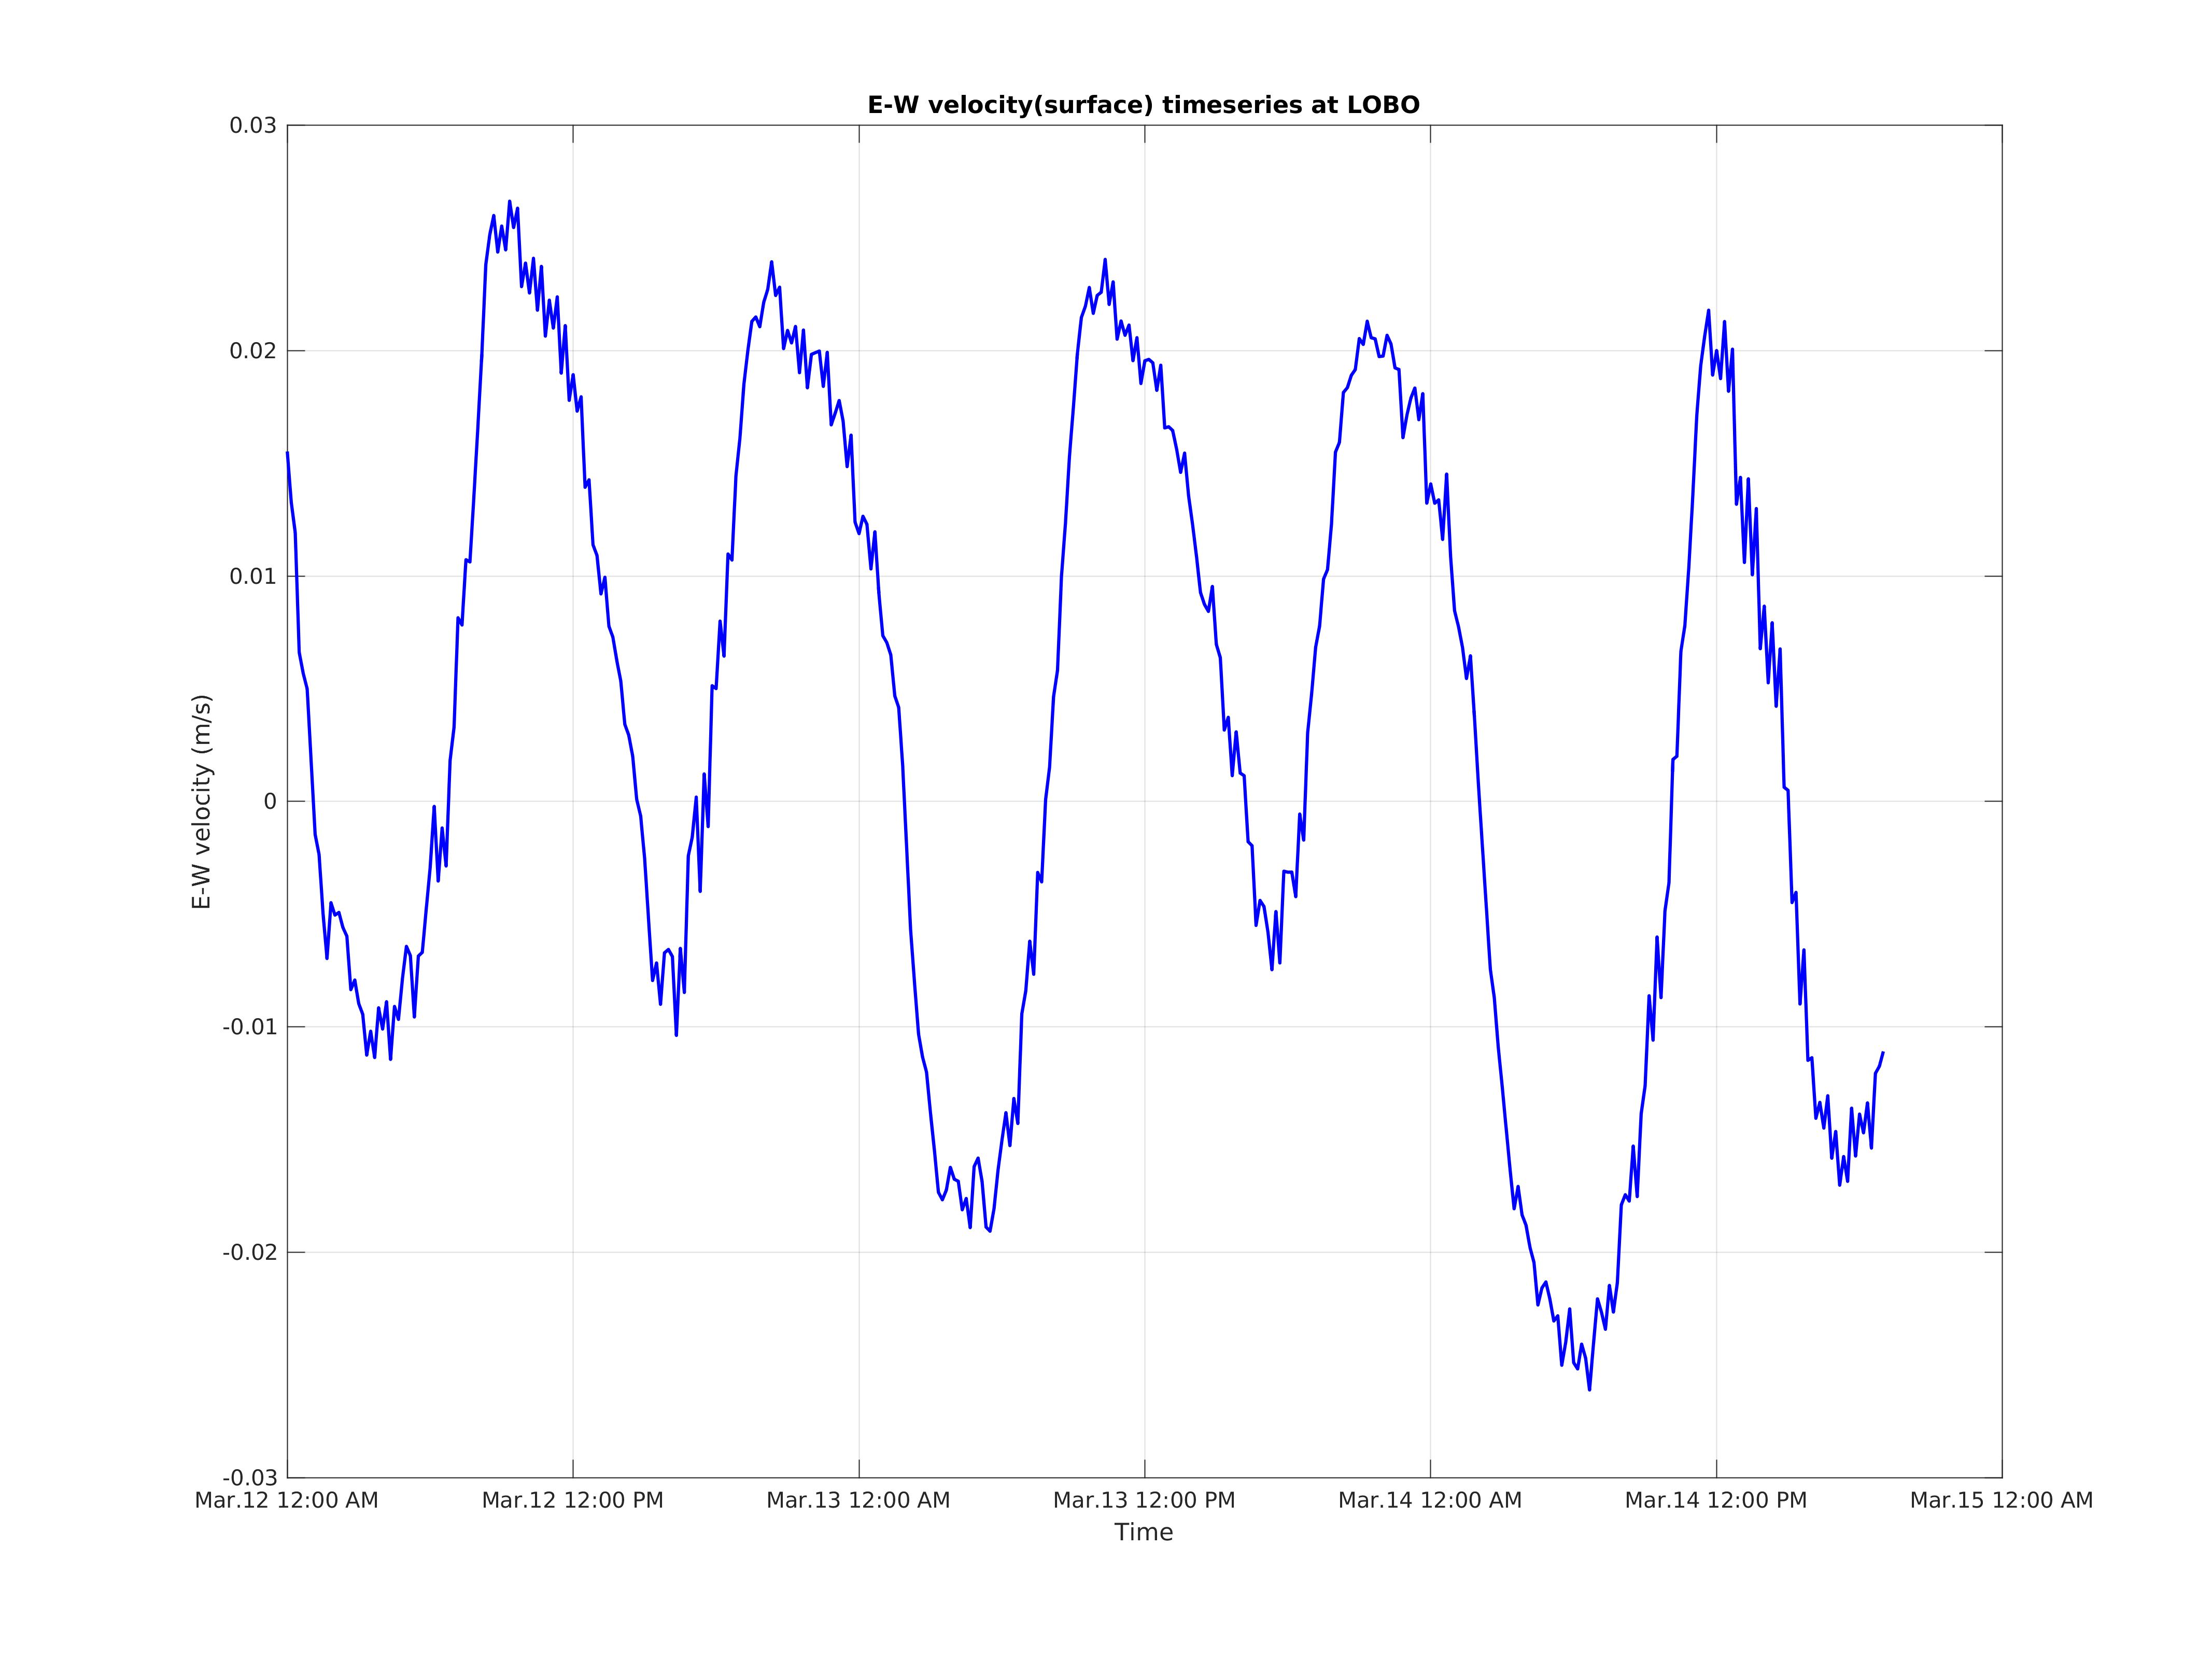 E-W velocity(surface) timeseries at LOBO
0.03
0.02
0.01
0
-0.01
-0.02
-0.03
E-W velocity (m/s)
Mar.12 12:00 AM
Mar.12 12:00 PM
Mar.13 12:00 AM
Mar.13 12:00 PM
Mar.14 12:00 AM
Mar.14 12:00 PM
Mar.15 12:00 AM
Time